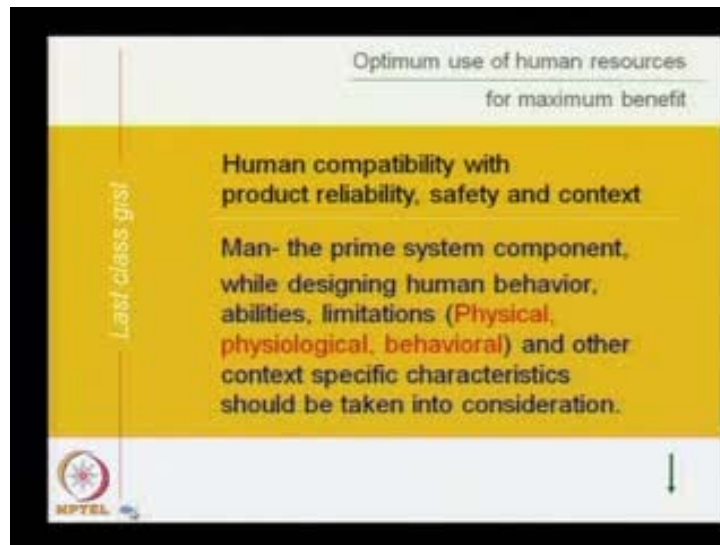 Optimum use of human resources
for maximum benefit
Last class gist
Human compatibility with
product reliability, safety and context
Man- the prime system component,
while designing human behavior,
abilities, limitations (Physical,
physiological, behavioral) and other
context specific characteristics
should be taken into consideration.
NPTEL